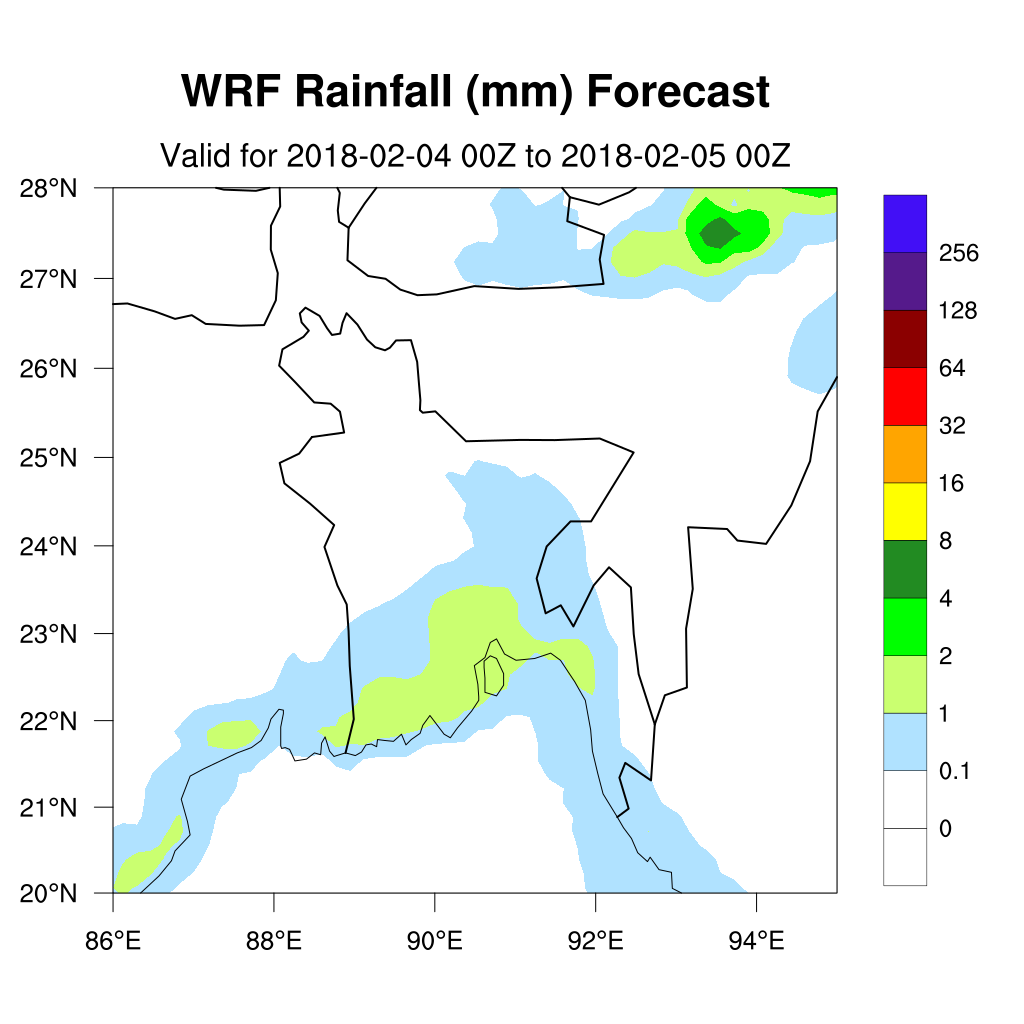 WRF Rainfall (mm) Forecast
Valid for 2018-02-04 00Z to 2018-02-05 00Z
28°N
27°N
26°N
25°N
24°N
23°N
22°N
21°N
20°N
86°E 88°E 90°E 92°E 94°E
256
128
64
32
16
8
4
2
1
0.1
0